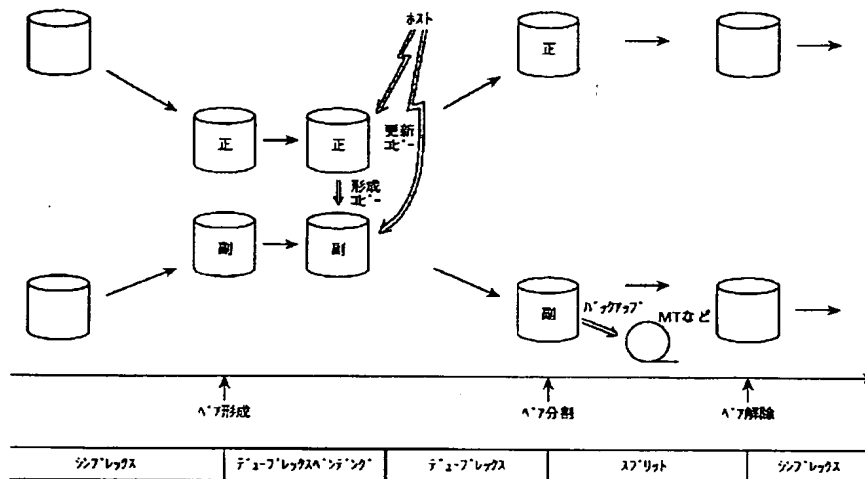 ホスト
正
正
正
更新
コピー
形成
コピー
副
副
副
バックアップ
MTなど
ペア形成
ペア分割
ペア解除
シンプレックス
デュープレックスペンディング
デュープレックス
スプリット
シンプレックス